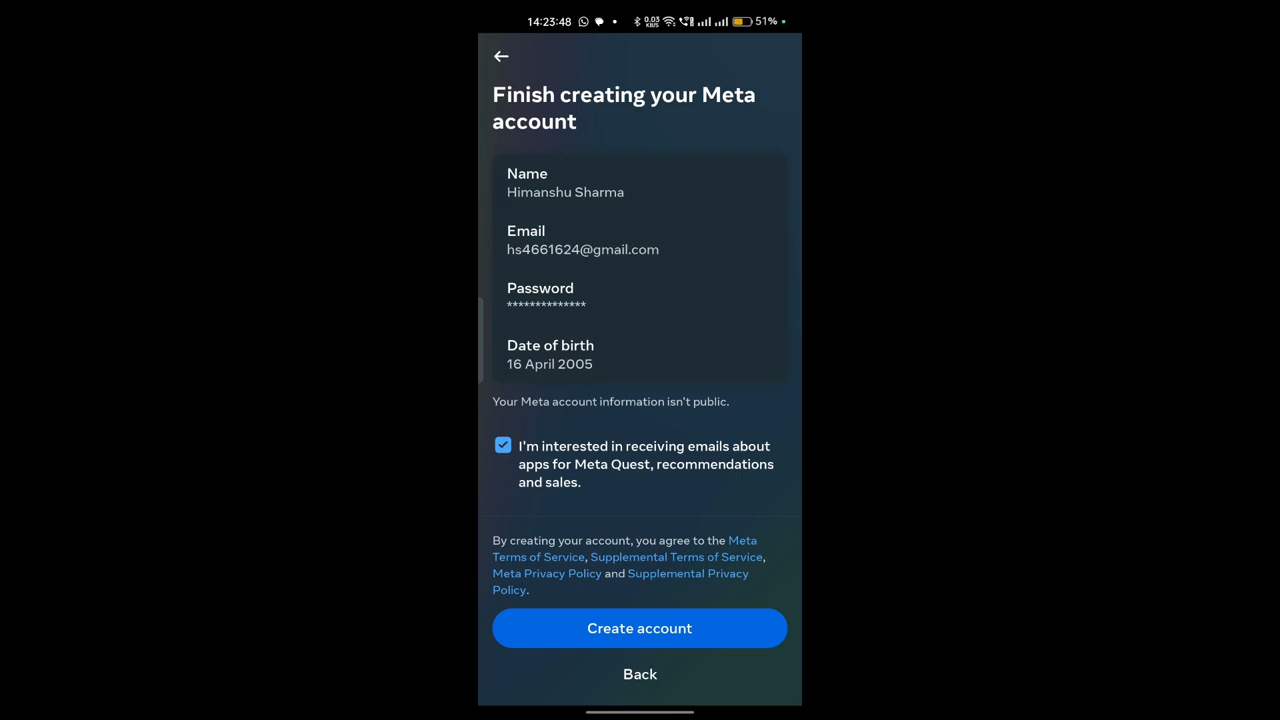 14:23:48 0.03 KB/S 51%
Finish creating your Meta
account
Name
Himanshu Sharma
Email
hs4661624@gmail.com
Password
**************
Date of birth
16 April 2005
Your Meta account information isn't public.
I'm interested in receiving emails about
apps for Meta Quest, recommendations
and sales.
By creating your account, you agree to the Meta
Terms of Service, Supplemental Terms of Service,
Meta Privacy Policy and Supplemental Privacy
Policy.
Create account
Back